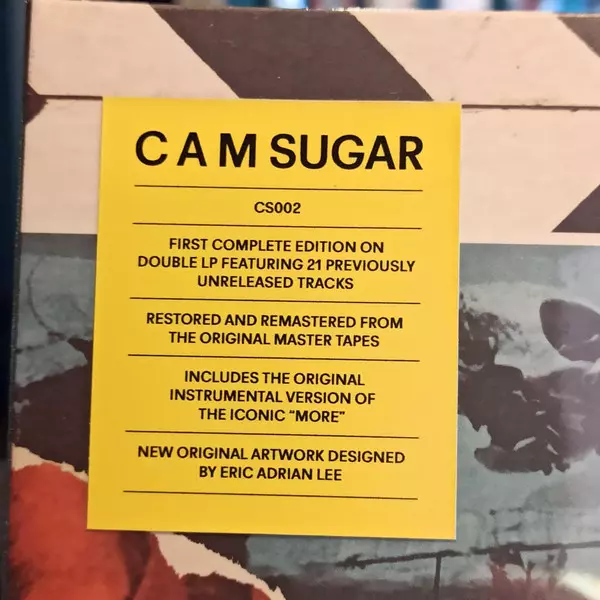 CAM SUGAR
CS002
FIRST COMPLETE EDITION ON
DOUBLE LP FEATURING 21 PREVIOUSLY
UNRELEASED TRACKS
RESTORED AND REMASTERED FROM
THE ORIGINAL MASTER TAPES
INCLUDES THE ORIGINAL
INSTRUMENTAL VERSION OF
THE ICONIC “MORE”
NEW ORIGINAL ARTWORK DESIGNED
BY ERIC ADRIAN LEE